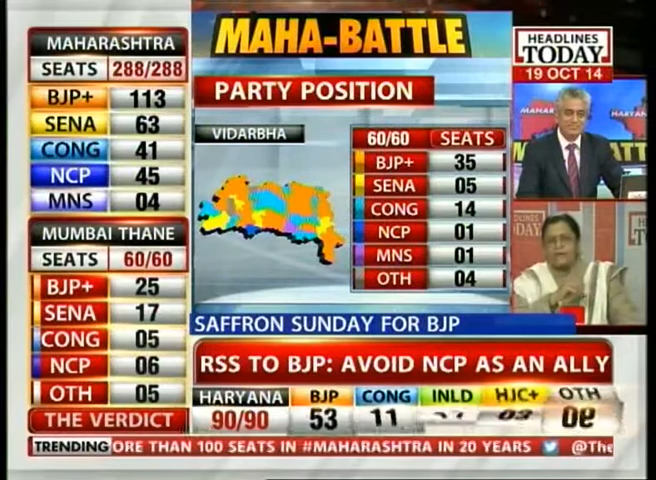 MAHARASHTRA
SEATS 288/288
BJP+ 113
SENA 63
CONG 41
NCP 45
MNS 04
MUMBAI THANE
SEATS 60/60
BJP+ 25
SENA 17
CONG 05
NCP 06
OTH 05
THE VERDICT
MAHA-BATTLE
PARTY POSITION
VIDARBHA
60/60 SEATS
BJP+ 35
SENA 05
CONG 14
NCP 01
MNS 01
OTH 04
HEADLINES
TODAY
19 OCT 14
SAFFRON SUNDAY FOR BJP
RSS TO BJP: AVOID NCP AS AN ALLY
HARYANA BJP CONG INLD HJC+ OTH
90/90 53 11
TRENDING ORE THAN 100 SEATS IN #MAHARASHTRA IN 20 YEARS @The